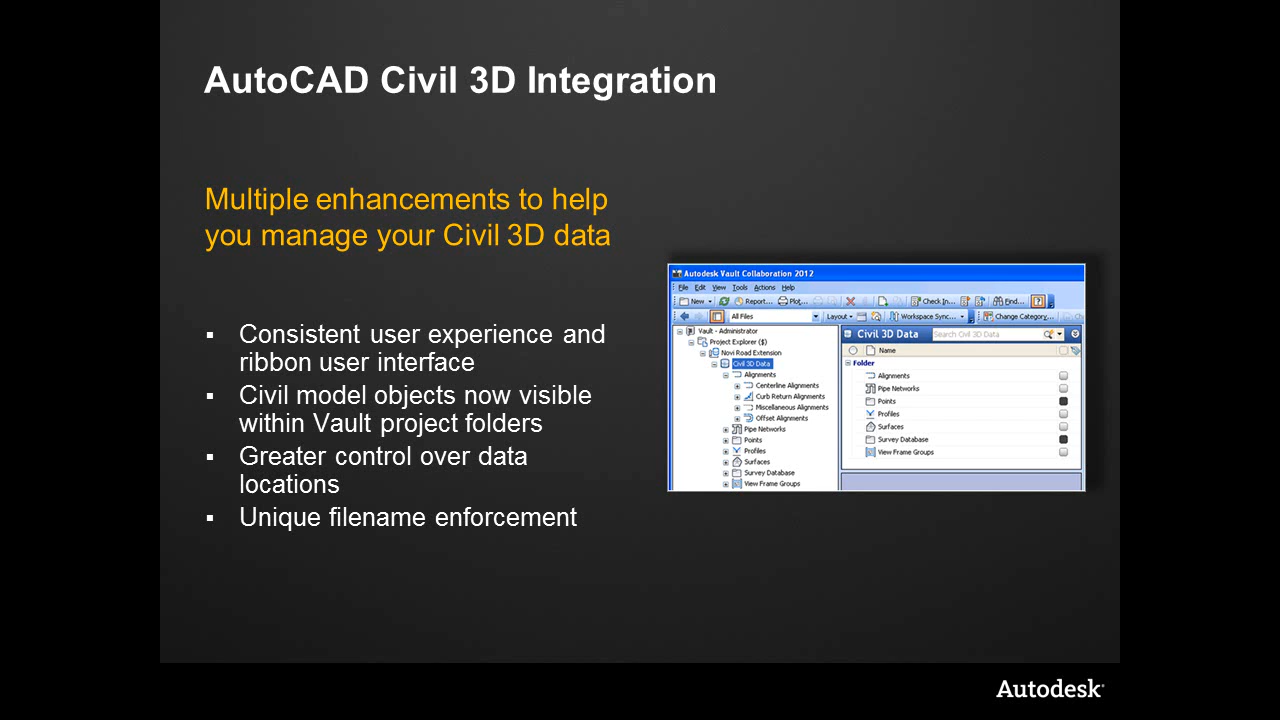 AutoCAD Civil 3D Integration
Multiple enhancements to help
you manage your Civil 3D data
▪ Consistent user experience and
ribbon user interface
▪ Civil model objects now visible
within Vault project folders
▪ Greater control over data
locations
▪ Unique filename enforcement
Autodesk Vault Collaboration 2012
File Edit View Tools Actions Help
New Report... Plot... Check In... Find...
All Files Layout Workspace Sync... Change Category...
Vault - Administrator
Project Explorer ($)
Novi Road Extension
Civil 3D Data
Alignments
Centerline Alignments
Curb Return Alignments
Miscellaneous Alignments
Offset Alignments
Pipe Networks
Points
Profiles
Surfaces
Survey Database
View Frame Groups
Civil 3D Data Search Civil 3D Data
Name
Folder
Alignments
Pipe Networks
Points
Profiles
Surfaces
Survey Database
View Frame Groups
Autodesk